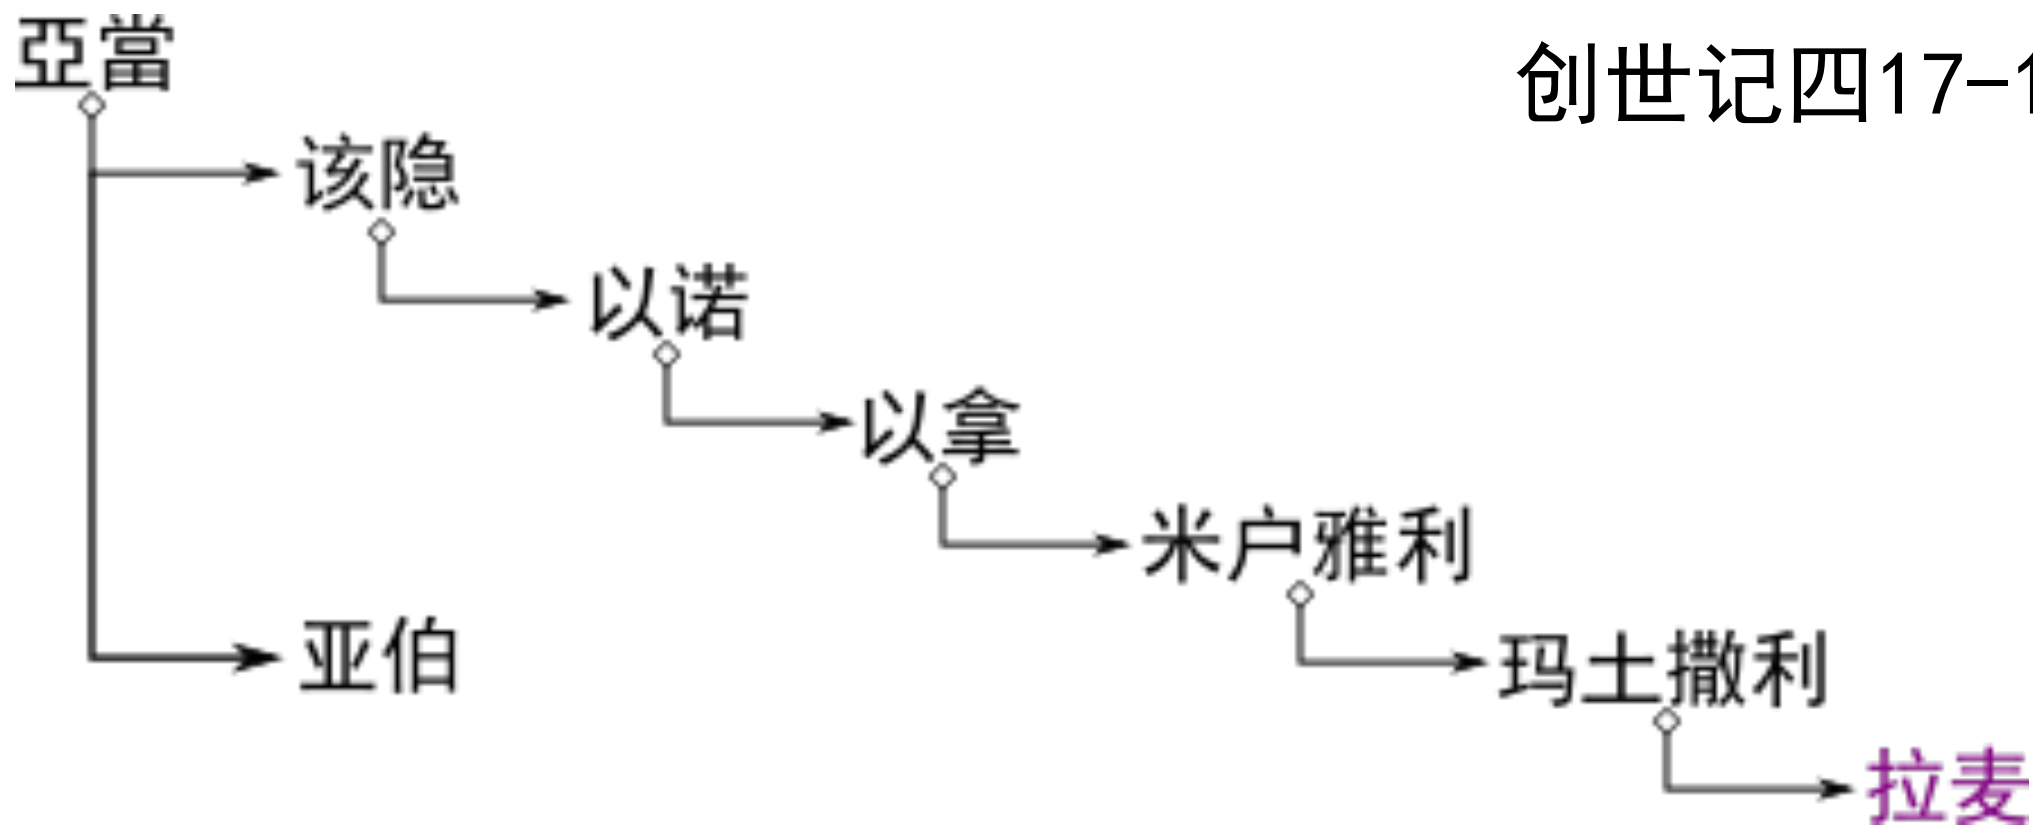 亞當
创世记四17-1
该隐
以诺
以拿
米户雅利
亚伯
玛土撒利
拉麦